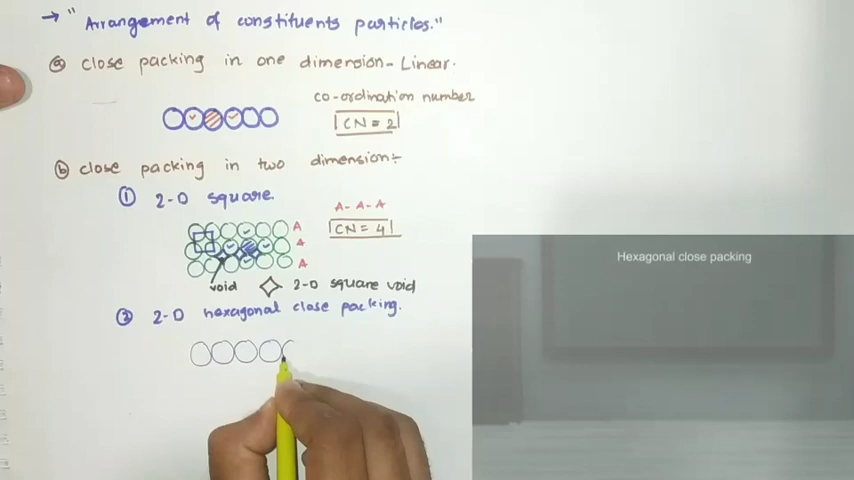 → " Arrangement of constituents particles."
ⓐ close packing in one dimension - Linear.
co-ordination number
CN = 2
ⓑ close packing in two dimension:-
① 2-D square.
A- A- A
A
CN = 4
A
A
void
2-D square void
② 2-D hexagonal close packing.
Hexagonal close packing